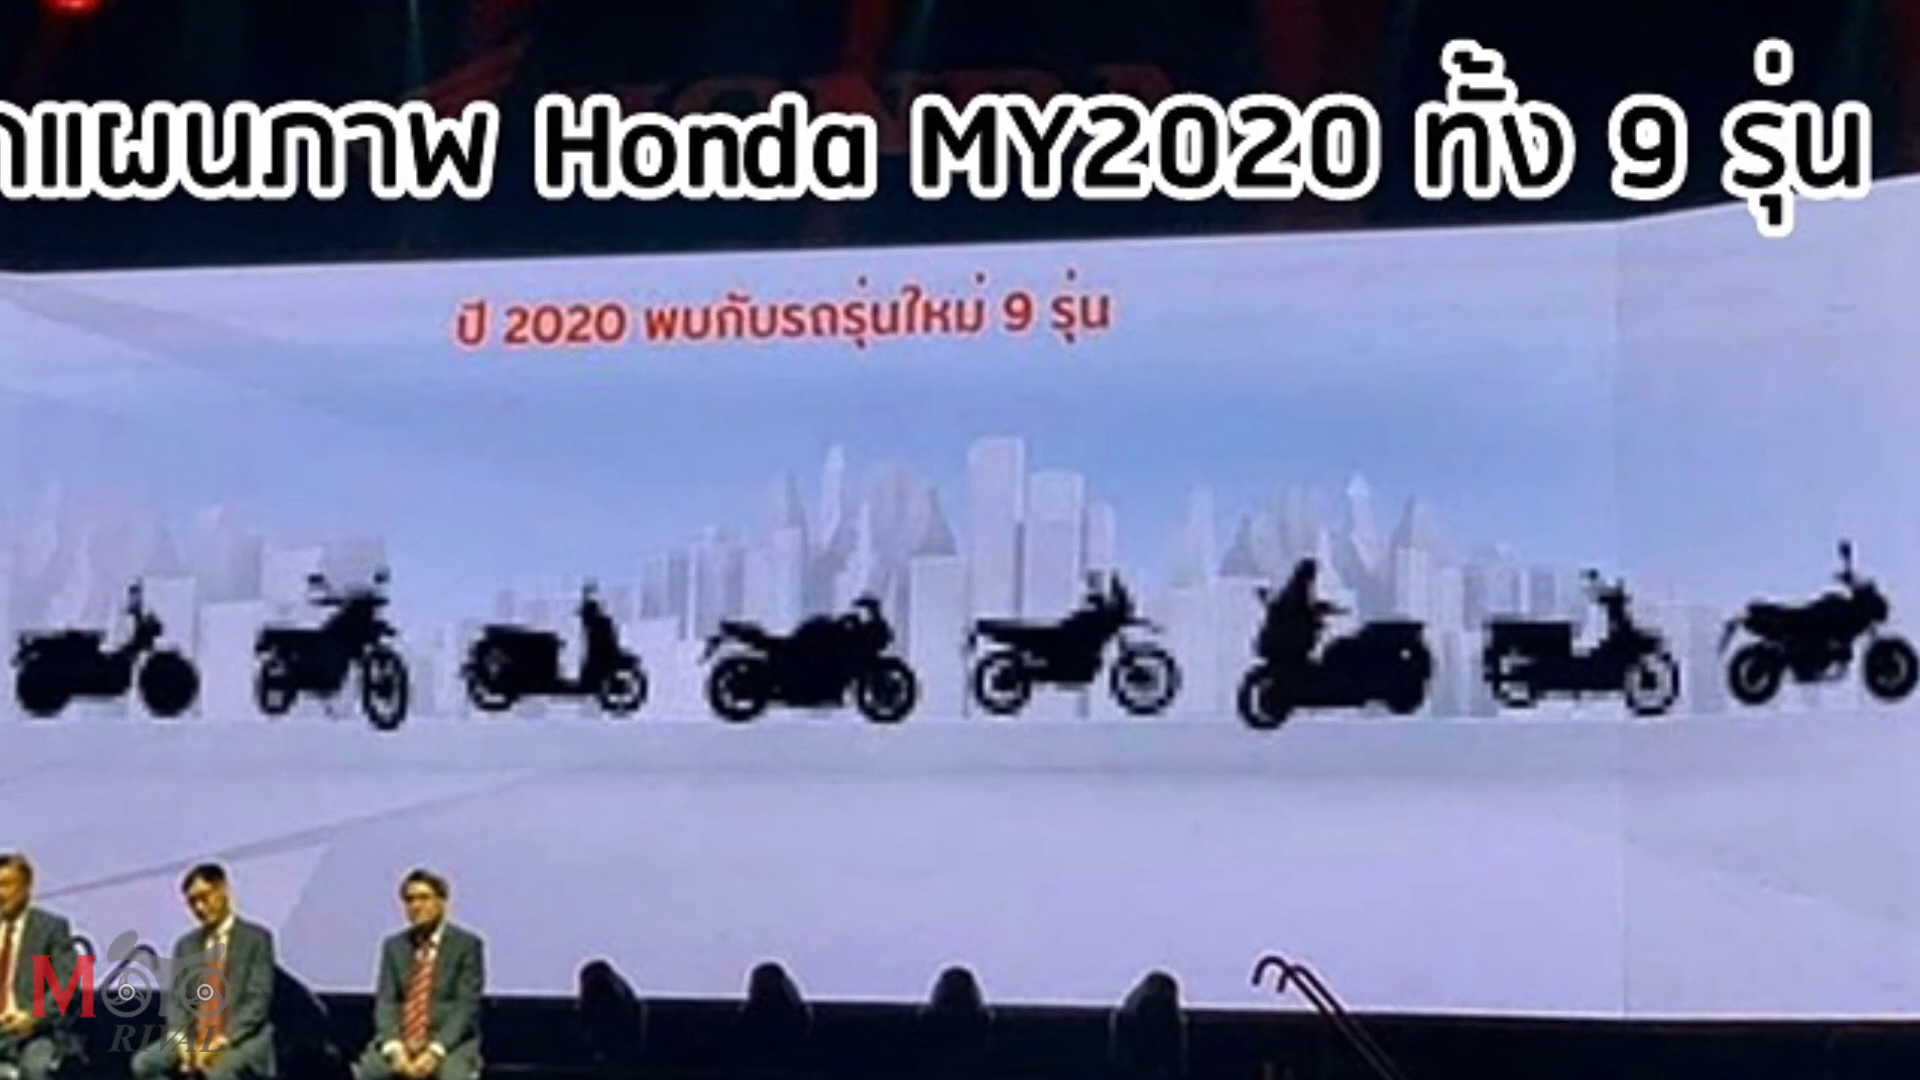 แผนภาพ Honda MY2020 ทั้ง 9 รุ่น
ปี 2020 พบกับรถรุ่นใหม่ 9 รุ่น
MOTO
RIVAL